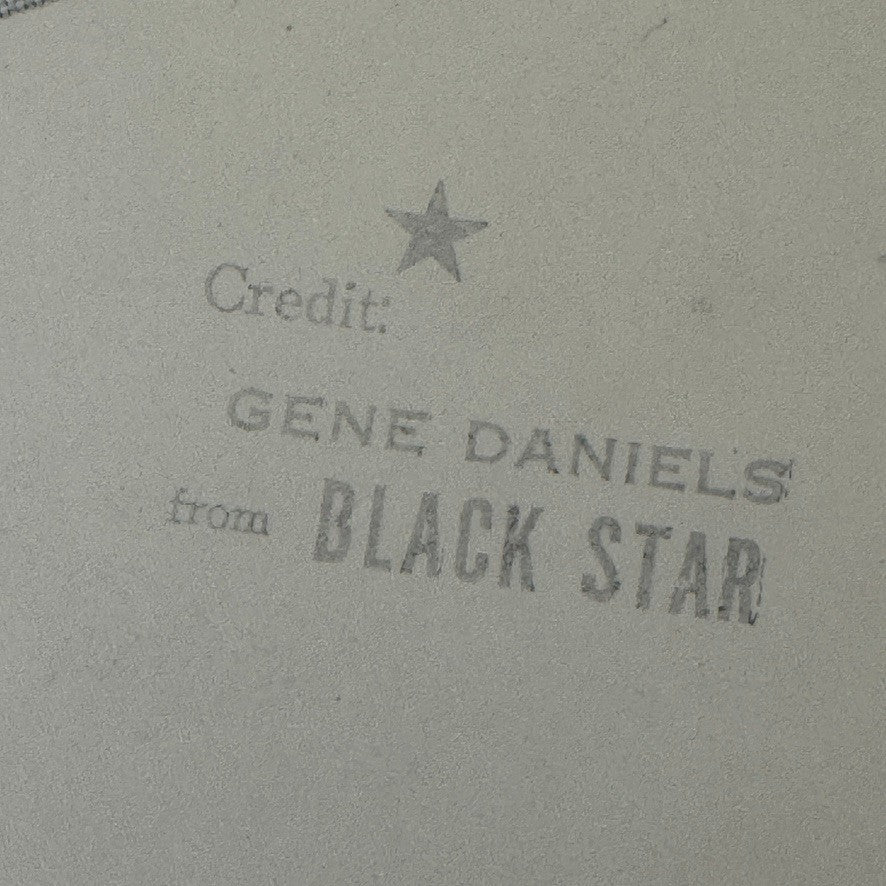 Credit:
GENE DANIELS
from BLACK STAR